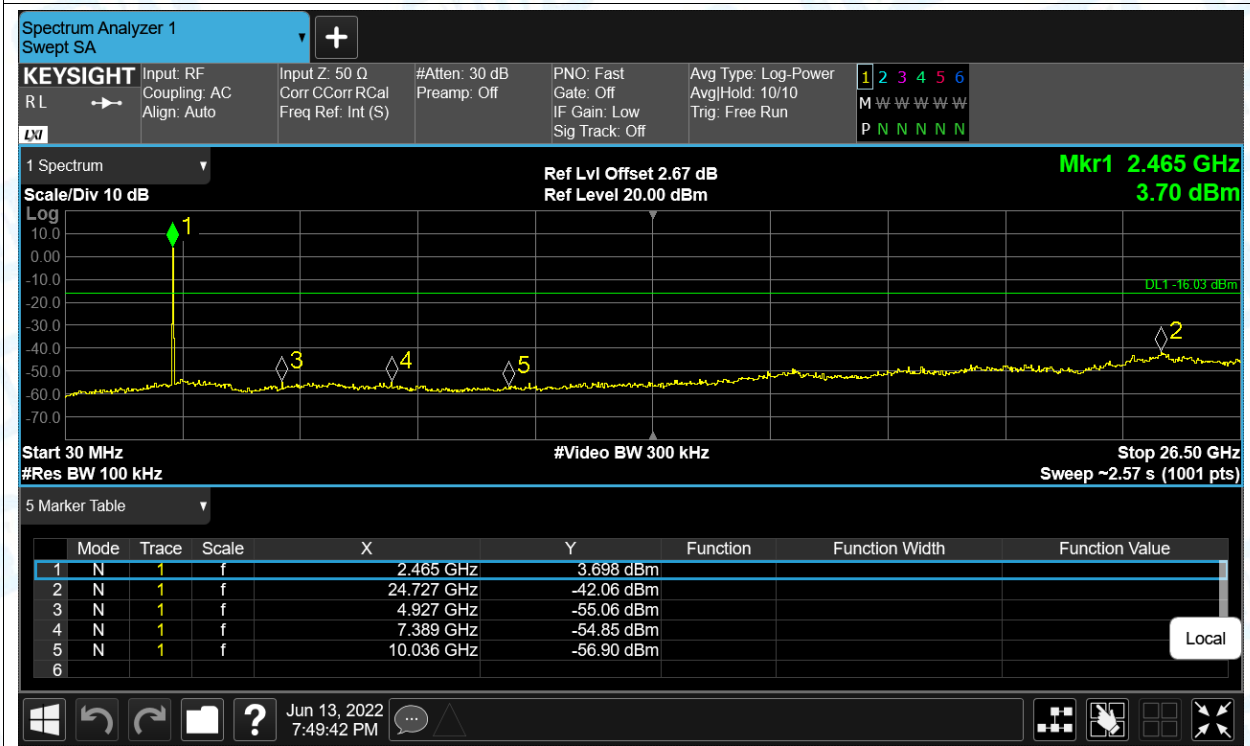 Spectrum Analyzer 1
Swept SA
KEYSIGHT Input: RF Input Z: 50 Ω #Atten: 30 dB PNO: Fast Avg Type: Log-Power 1 2 3 4 5 6
R L Coupling: AC Corr CCorr RCal Preamp: Off Gate: Off Avg|Hold: 10/10 M W W W W W
Align: Auto Freq Ref: Int (S) IF Gain: Low Trig: Free Run
LXI Sig Track: Off P N N N N N
1 Spectrum Ref Lvl Offset 2.67 dB Mkr1 2.465 GHz
Scale/Div 10 dB Ref Level 20.00 dBm 3.70 dBm
Log
1
10.0
0.00
-10.0
DL1 -16.03 dBm
-20.0
-30.0
2
-40.0
3 4 5
-50.0
-60.0
-70.0
Start 30 MHz #Video BW 300 kHz Stop 26.50 GHz
#Res BW 100 kHz Sweep ~2.57 s (1001 pts)
5 Marker Table
Mode Trace Scale X Y Function Function Width Function Value
1 N 1 f 2.465 GHz 3.698 dBm
2 N 1 f 24.727 GHz -42.06 dBm
3 N 1 f 4.927 GHz -55.06 dBm
4 N 1 f 7.389 GHz -54.85 dBm
5 N 1 f 10.036 GHz -56.90 dBm
6
Local
? Jun 13, 2022
7:49:42 PM